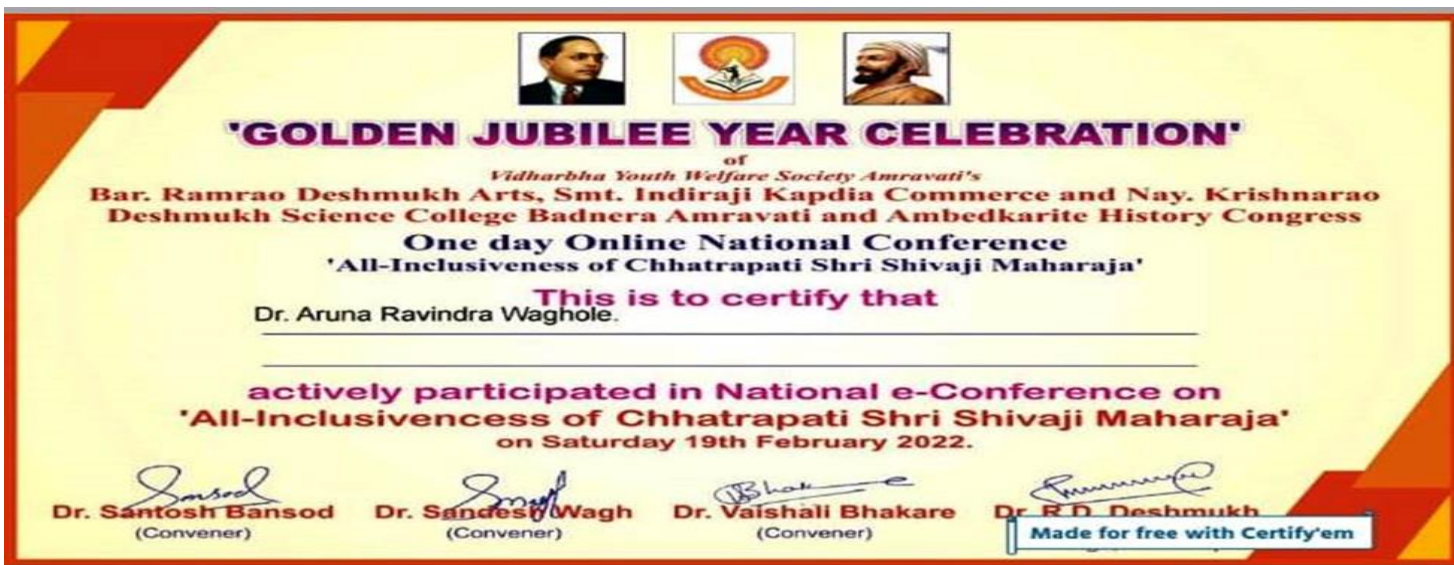 'GOLDEN JUBILEE YEAR CELEBRATION'
of
Vidharbha Youth Welfare Society Amravati's
Bar. Ramrao Deshmukh Arts, Smt. Indiraji Kapdia Commerce and Nay. Krishnarao
Deshmukh Science College Badnera Amravati and Ambedkarite History Congress
One day Online National Conference
'All-Inclusiveness of Chhatrapati Shri Shivaji Maharaja'
This is to certify that
Dr. Aruna Ravindra Waghole.
actively participated in National e-Conference on
'All-Inclusivencess of Chhatrapati Shri Shivaji Maharaja'
on Saturday 19th February 2022.
Dr. Santosh Bansod Dr. Sandesh Wagh Dr. Vaishali Bhakare Dr. R.D. Deshmukh
(Convener) (Convener) (Convener)
Made for free with Certify'em